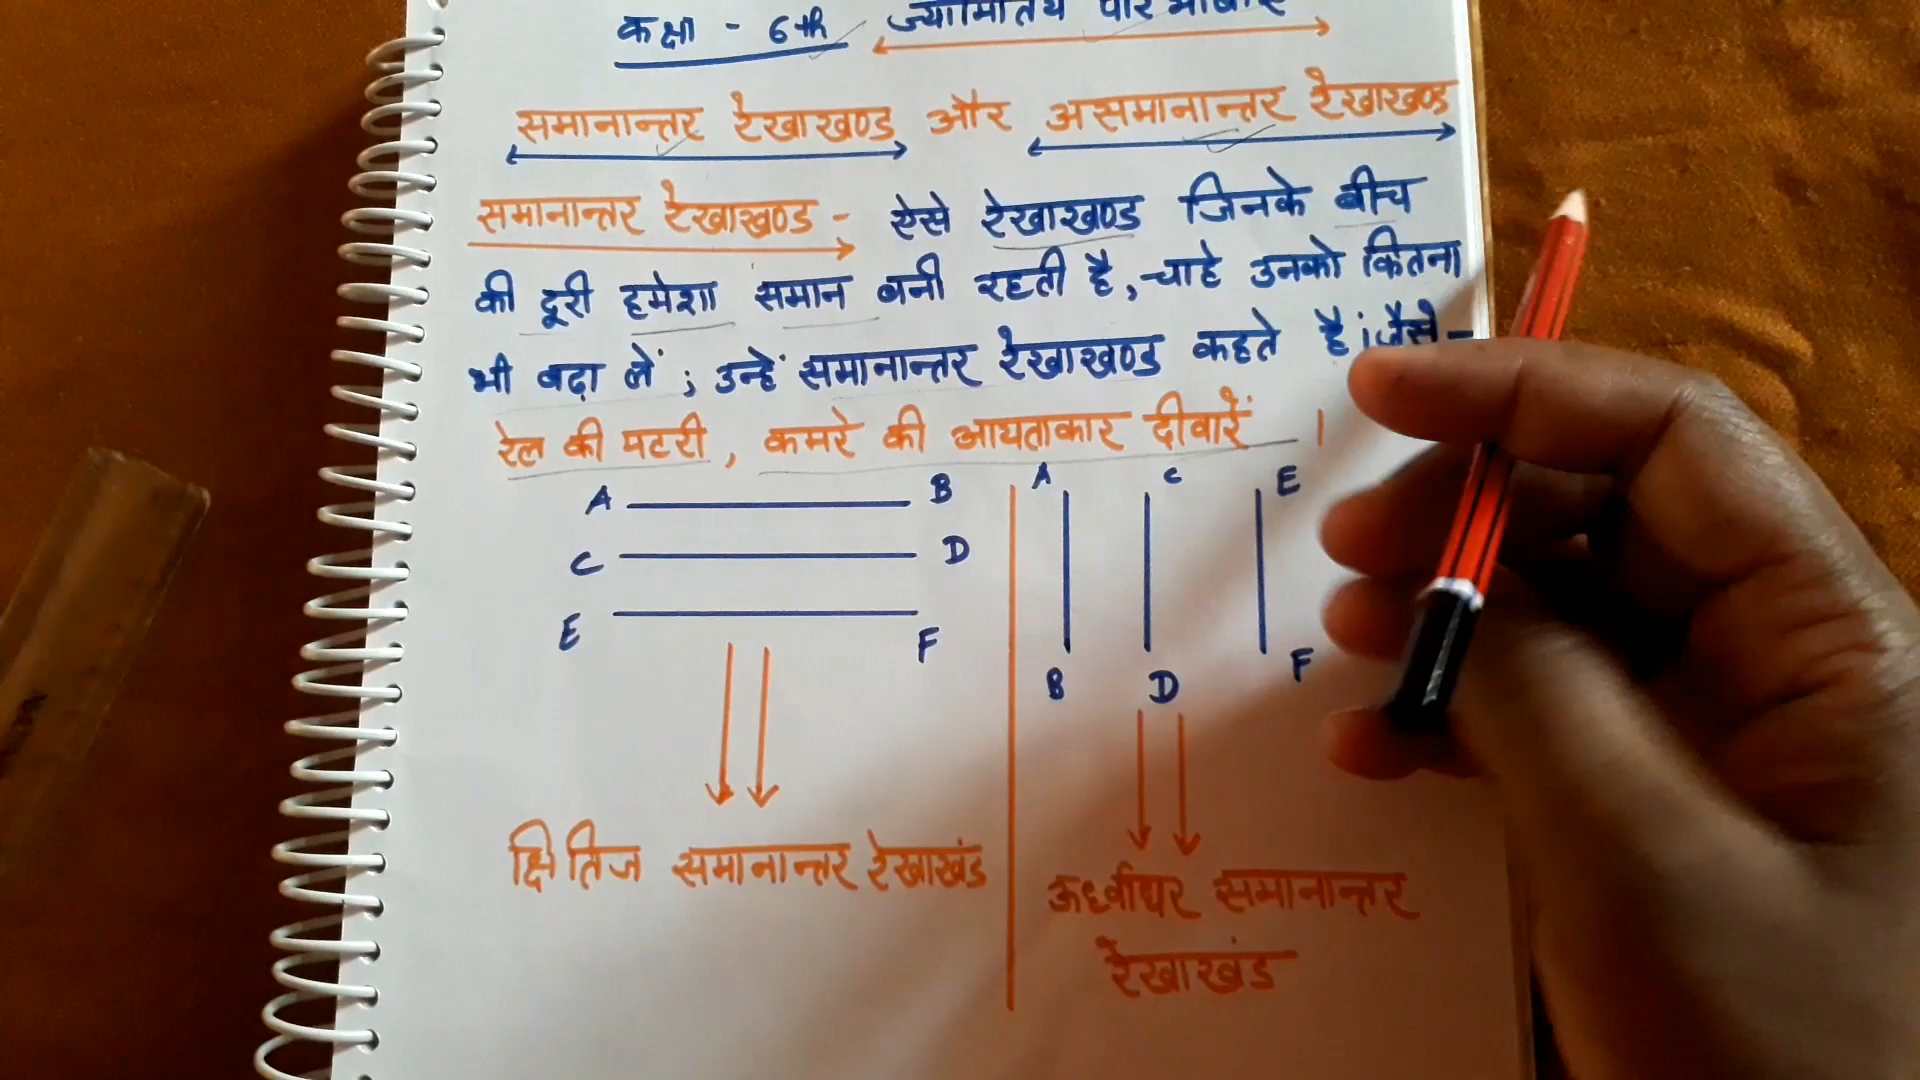 कक्षा - 6th ज्यामितीय परिभाषाएँ
समानान्तर रेखाखण्ड और असमानान्तर रेखाखण्ड
समानान्तर रेखाखण्ड - ऐसे रेखाखण्ड जिनके बीच
की दूरी हमेशा समान बनी रहती है, चाहे उनको कितना
भी बढ़ा लें ; उन्हें समानान्तर रेखाखण्ड कहते हैं। जैसे-
रेल की पटरी, कमरे की आयताकार दीवारें ।
A B
C D
E F
A C E
B D F
क्षितिज समानान्तर रेखाखंड
ऊर्ध्वाधर समानान्तर
रेखाखंड